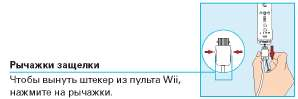 Рычажки защелки
Чтобы вынуть штекер из пульта Wii,
нажмите на рычажки.